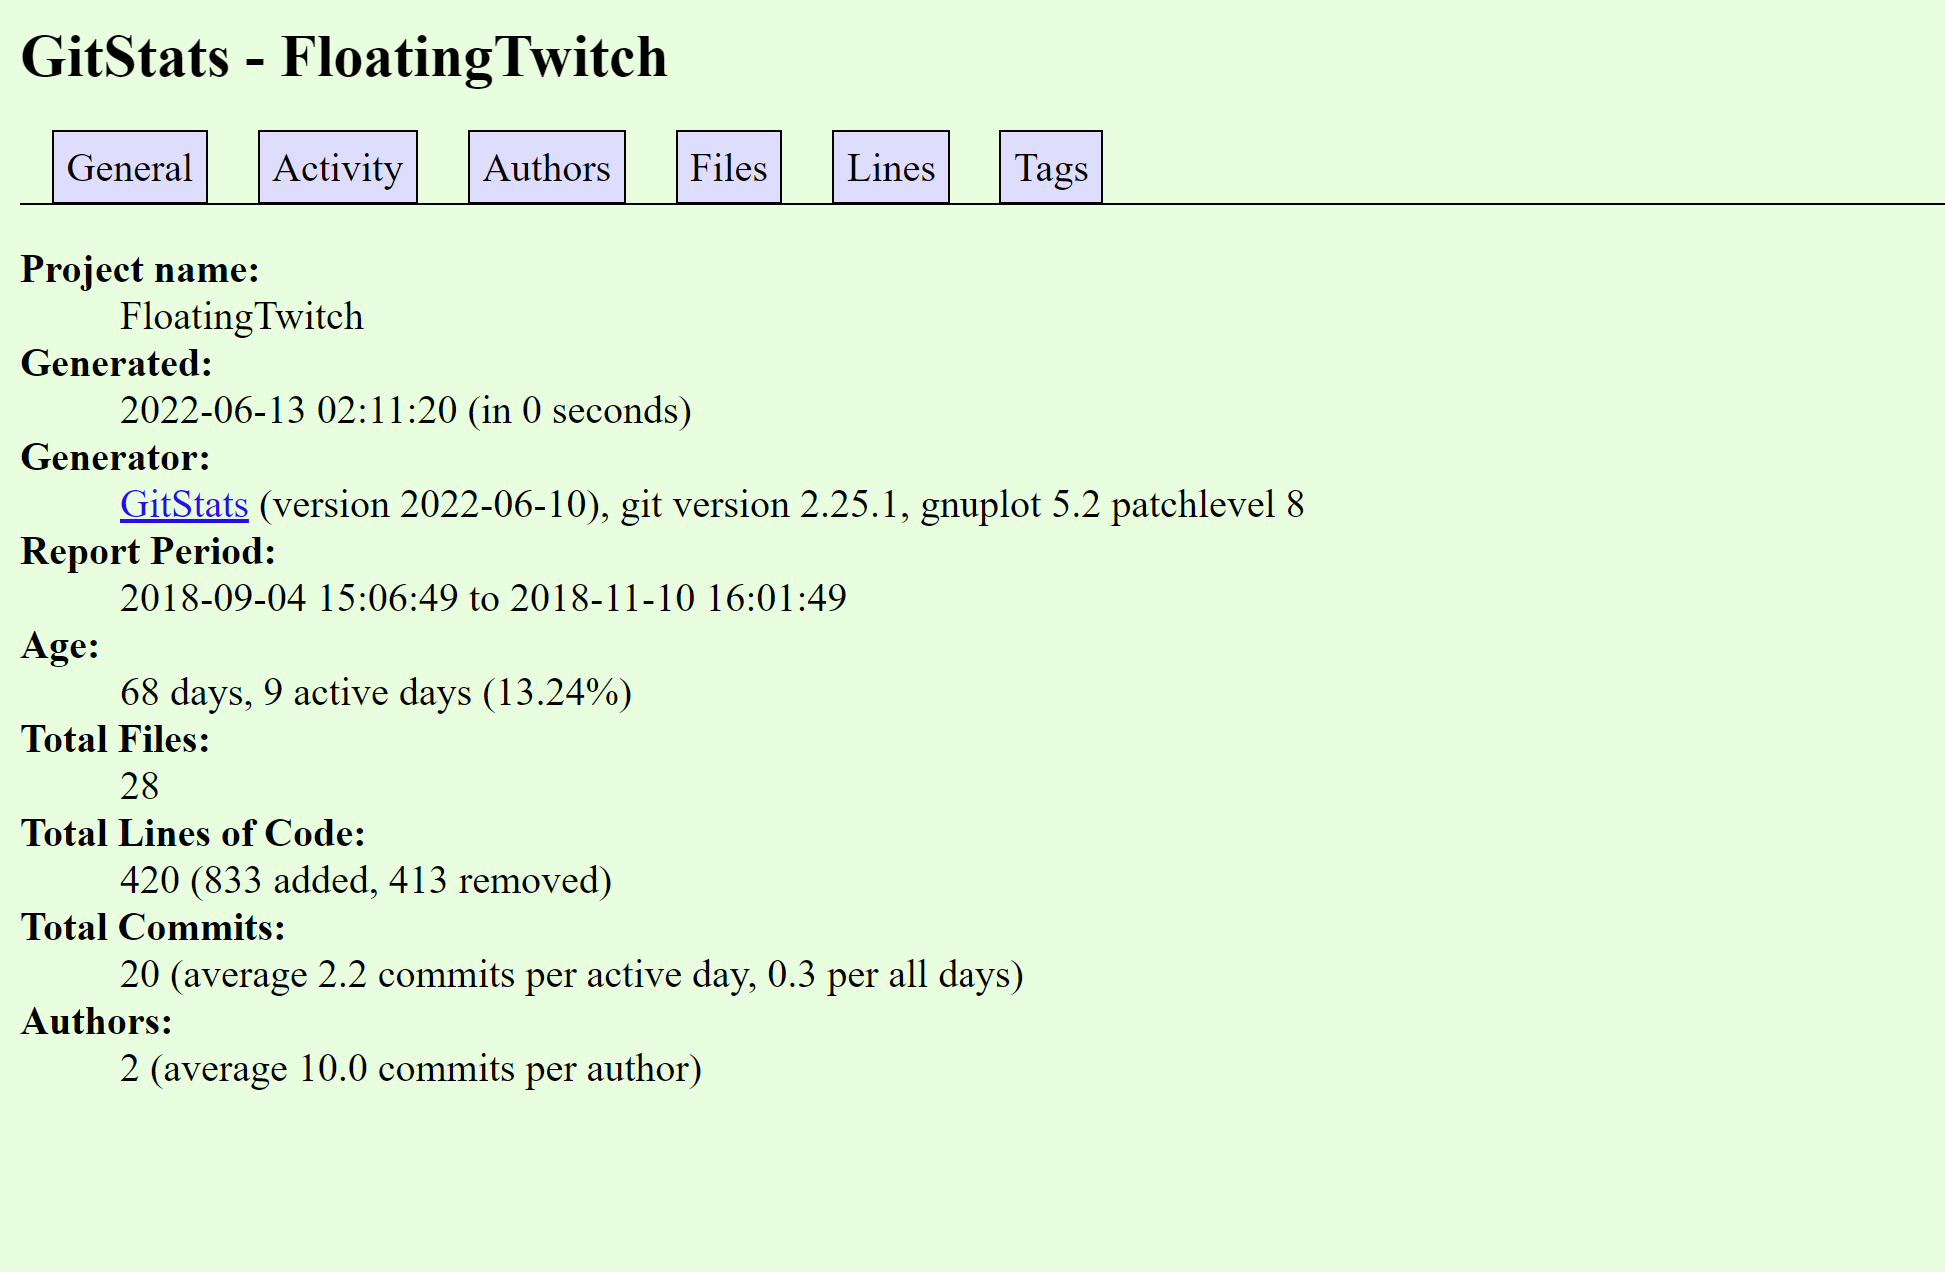 GitStats - FloatingTwitch
General Activity Authors Files Lines Tags
Project name:
FloatingTwitch
Generated:
2022-06-13 02:11:20 (in 0 seconds)
Generator:
GitStats (version 2022-06-10), git version 2.25.1, gnuplot 5.2 patchlevel 8
Report Period:
2018-09-04 15:06:49 to 2018-11-10 16:01:49
Age:
68 days, 9 active days (13.24%)
Total Files:
28
Total Lines of Code:
420 (833 added, 413 removed)
Total Commits:
20 (average 2.2 commits per active day, 0.3 per all days)
Authors:
2 (average 10.0 commits per author)